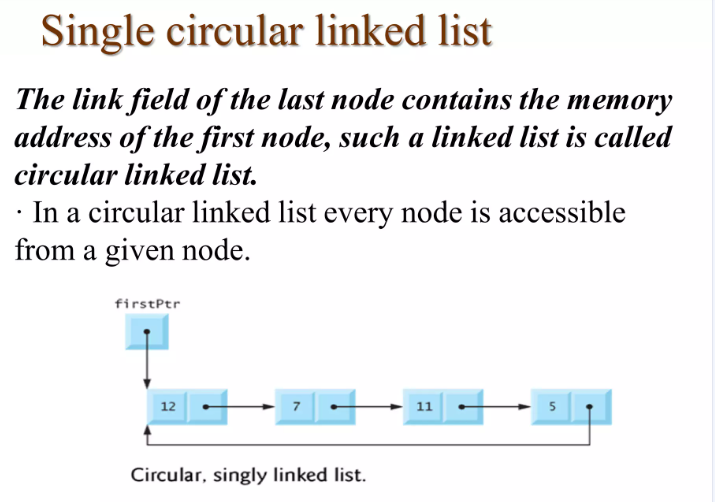 Single circular linked list
The link field of the last node contains the memory
address of the first node, such a linked list is called
circular linked list.
· In a circular linked list every node is accessible
from a given node.
firstPtr
12 7 11 5
Circular, singly linked list.